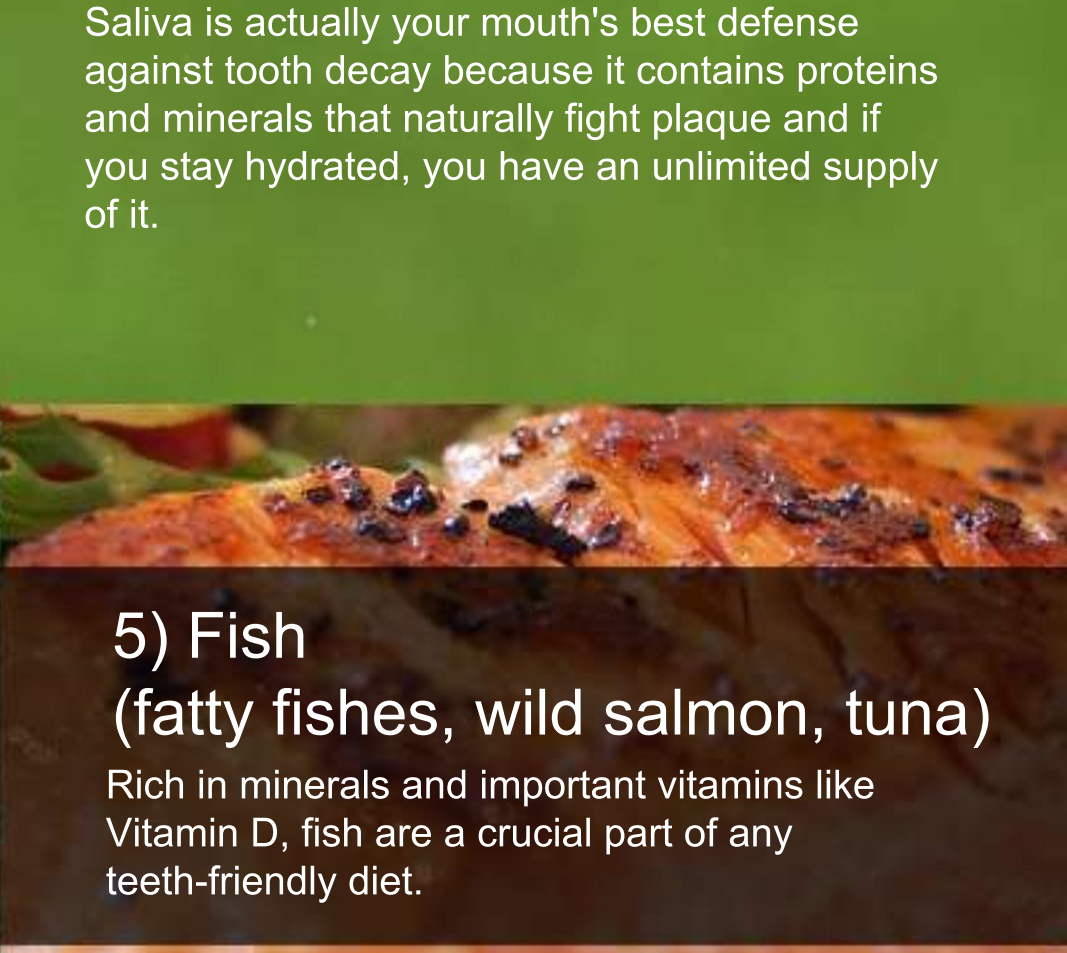 Saliva is actually your mouth's best defense
against tooth decay because it contains proteins
and minerals that naturally fight plaque and if
you stay hydrated, you have an unlimited supply
of it.
5) Fish
(fatty fishes, wild salmon, tuna)
Rich in minerals and important vitamins like
Vitamin D, fish are a crucial part of any
teeth-friendly diet.